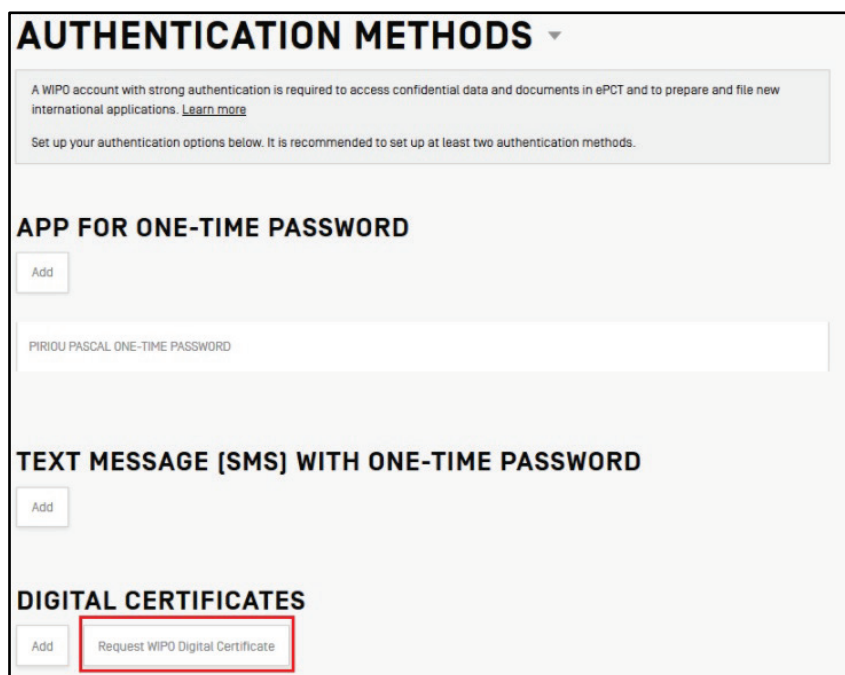 AUTHENTICATION METHODS
A WIPO account with strong authentication is required to access confidential data and documents in ePCT and to prepare and file new
international applications. Learn more
Set up your authentication options below. It is recommended to set up at least two authentication methods.
APP FOR ONE-TIME PASSWORD
Add
PIRIOU PASCAL ONE-TIME PASSWORD
TEXT MESSAGE (SMS) WITH ONE-TIME PASSWORD
Add
DIGITAL CERTIFICATES
Add Request WIPO Digital Certificate